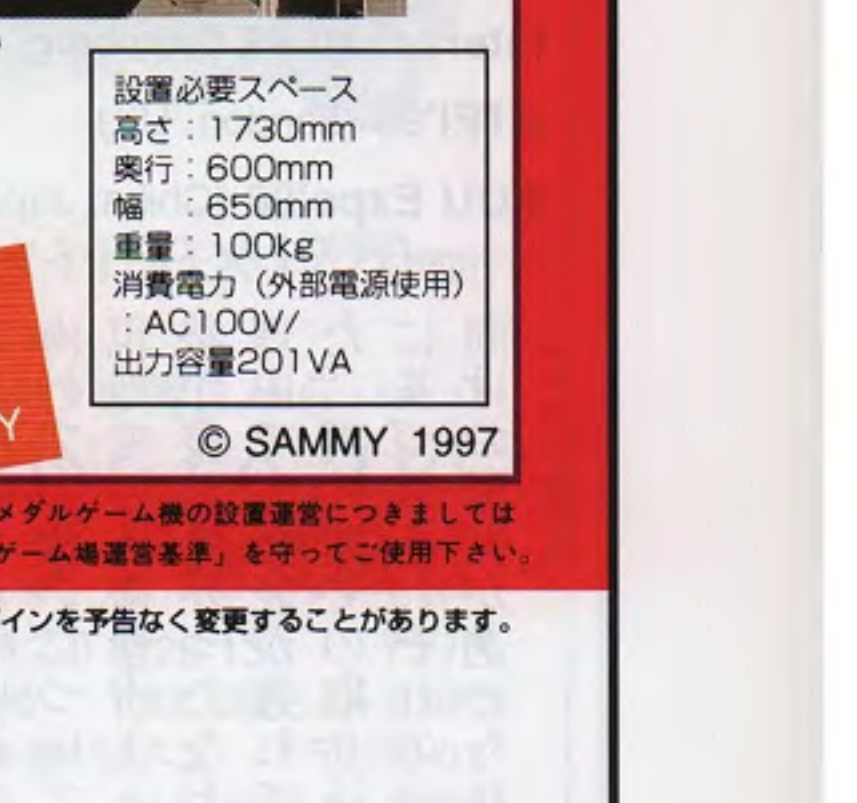 設置必要スペース
高さ：1730mm
奥行：600mm
幅　：650mm
重量：100kg
消費電力（外部電源使用）
：AC100V/
出力容量201VA
Y
© SAMMY 1997
メダルゲーム機の設置運営につきましては
ゲーム場運営基準」を守ってご使用下さい。
インを予告なく変更することがあります。